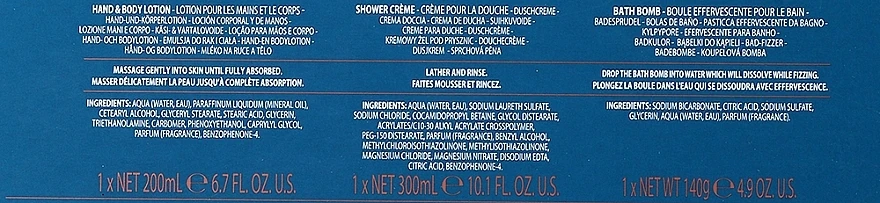 HAND & BODY LOTION - LOTION POUR LES MAINS ET LE CORPS -
HAND-UND-KÖRPERLOTION - LOCIÓN CORPORAL Y DE MANOS -
LOZIONE MANI E CORPO - KÄSI- & VARTALOVOIDE - LOÇÃO PARA MÃOS E CORPO -
HAND- OCH BODYLOTION - EMULSJA DO RĄK I CIAŁA - HAND-EN BODYLOTION -
HÅND- OG BODYLOTION - MLÉKO NA RUCE A TĚLO
MASSAGE GENTLY INTO SKIN UNTIL FULLY ABSORBED.
MASSER DÉLICATEMENT LA PEAU JUSQU'À COMPLÈTE ABSORPTION.
INGREDIENTS: AQUA (WATER, EAU), PARAFFINUM LIQUIDUM (MINERAL OIL),
CETEARYL ALCOHOL, GLYCERYL STEARATE, STEARIC ACID, GLYCERIN,
TRIETHANOLAMINE, CARBOMER, PHENOXYETHANOL, CAPRYLYL GLYCOL,
PARFUM (FRAGRANCE), BENZOPHENONE-4.
1 x NET 200mL ℮ 6.7 FL. OZ. U.S.
SHOWER CRÈME - CRÈME POUR LA DOUCHE - DUSCHCREME -
CREMA DOCCIA - CREMA DE DUCHA - SUIHKUVOIDE -
CREME PARA DUCHE - DUSCHCRÈME -
KREMOWY ŻEL POD PRYSZNIC - DOUCHECRÈME -
DUSJKREM - SPRCHOVÁ PĚNA
LATHER AND RINSE.
FAITES MOUSSER ET RINCEZ.
INGREDIENTS: AQUA (WATER, EAU), SODIUM LAURETH SULFATE,
SODIUM CHLORIDE, COCAMIDOPROPYL BETAINE, GLYCOL DISTEARATE,
ACRYLATES/C10-30 ALKYL ACRYLATE CROSSPOLYMER,
PEG-150 DISTEARATE, PARFUM (FRAGRANCE), BENZYL ALCOHOL,
METHYLCHLOROISOTHIAZOLINONE, METHYLISOTHIAZOLINONE,
MAGNESIUM CHLORIDE, MAGNESIUM NITRATE, DISODIUM EDTA,
CITRIC ACID, BENZOPHENONE-4.
1 x NET 300mL ℮ 10.1 FL. OZ. U.S.
BATH BOMB - BOULE EFFERVESCENTE POUR LE BAIN -
BADESPRUDEL - BOLAS DE BAÑO - PASTICCA EFFERVESCENTE DA BAGNO -
KYLPYPORE - EFERVESCENTE PARA BANHO -
BADKULOR - BĄBELKI DO KĄPIELI - BAD-FIZZER -
BADEBOMBE - KOUPELOVÁ BOMBA
DROP THE BATH BOMB INTO WATER WHICH WILL DISSOLVE WHILE FIZZING.
PLONGEZ LA BOULE DANS L'EAU QUI SE DISSOUDRA AVEC EFFERVESCENCE.
INGREDIENTS: SODIUM BICARBONATE, CITRIC ACID, SODIUM SULFATE,
GLYCERIN, AQUA (WATER, EAU), PARFUM (FRAGRANCE).
1 x NET WT 140g ℮ 4.9 OZ. U.S.